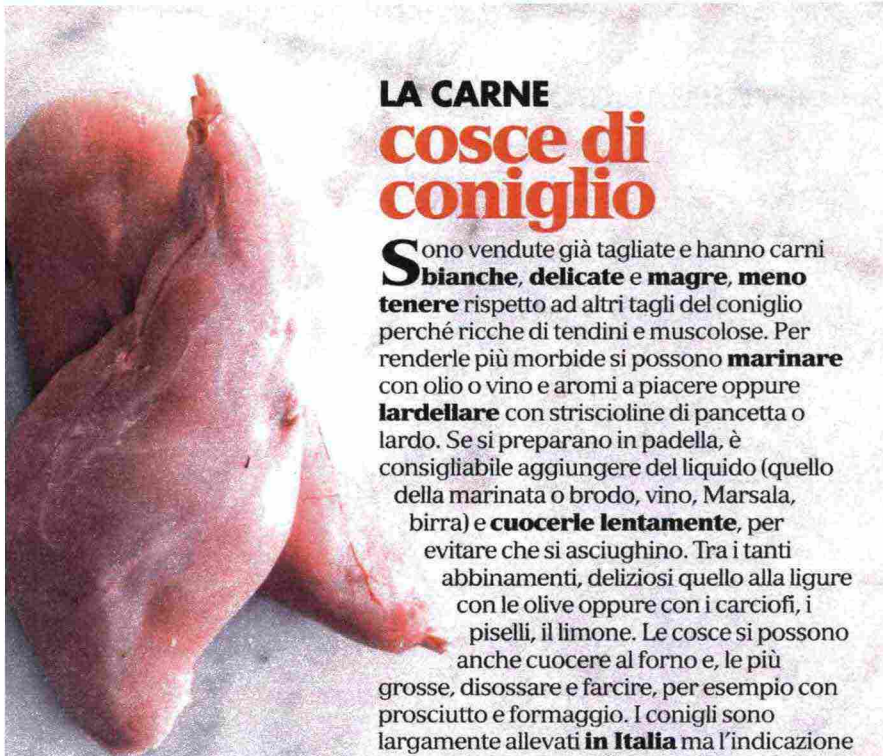 LA CARNE
cosce di
coniglio
Sono vendute già tagliate e hanno carni
bianche, delicate e magre, meno
tenere rispetto ad altri tagli del coniglio
perché ricche di tendini e muscolose. Per
renderle più morbide si possono marinare
con olio o vino e aromi a piacere oppure
lardellare con striscioline di pancetta o
lardo. Se si preparano in padella, è
consigliabile aggiungere del liquido (quello
della marinata o brodo, vino, Marsala,
birra) e cuocerle lentamente, per
evitare che si asciughino. Tra i tanti
abbinamenti, deliziosi quello alla ligure
con le olive oppure con i carciofi, i
piselli, il limone. Le cosce si possono
anche cuocere al forno e, le più
grosse, disossare e farcire, per esempio con
prosciutto e formaggio. I conigli sono
largamente allevati in Italia ma l'indicazione